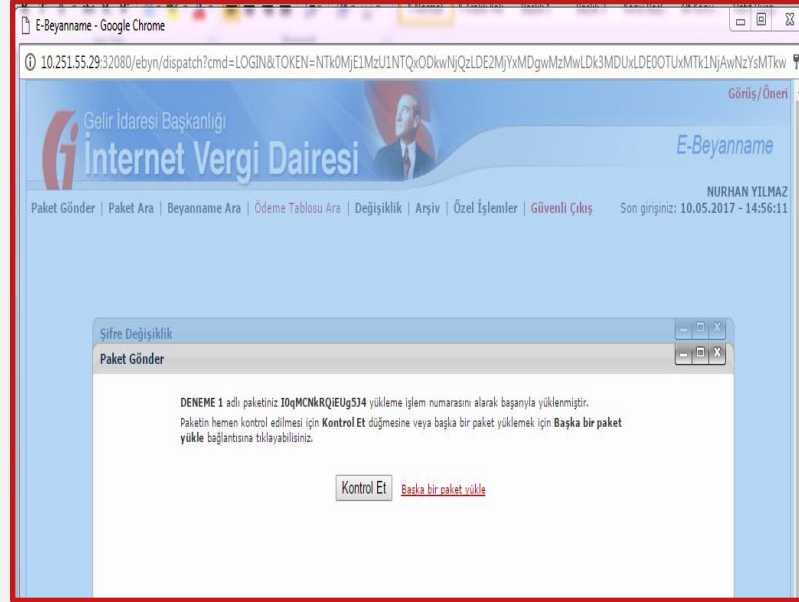 E-Beyanname - Google Chrome
10.251.55.29:32080/ebyn/dispatch?cmd=LOGIN&TOKEN=
Görüş/Öneri
Gelir İdaresi Başkanlığı
İnternet Vergi Dairesi
E-Beyanname
NURHAN YILMAZ
Paket Gönder | Paket Ara | Beyanname Ara | Ödeme Tablosu Ara | Değişiklik | Arşiv | Özel İşlemler | Güvenli Çıkış Son girişiniz: 10.05.2017 - 14:56:11
Şifre Değişiklik
Paket Gönder
DENEME 1 adlı paketiniz I0qMCNkRQiEUg5J4 yükleme işlem numarasını alarak başarıyla yüklenmiştir.
Paketin hemen kontrol edilmesi için Kontrol Et düğmesine veya başka bir paket yüklemek için Başka bir paket
yükle bağlantısına tıklayabilisiniz.
Kontrol Et Başka bir paket yükle